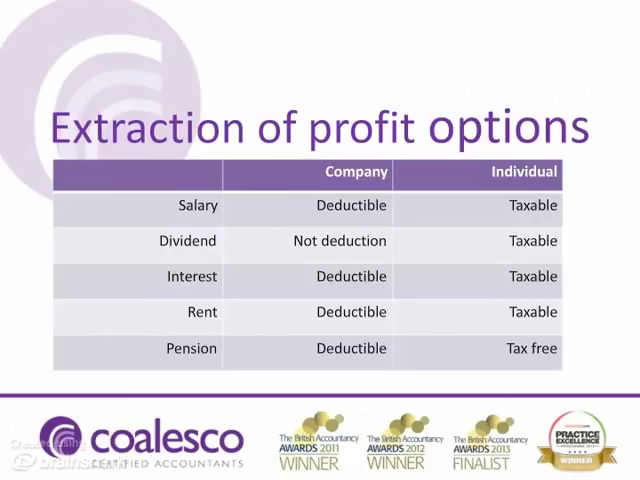 Extraction of profit options
Company Individual
Salary Deductible Taxable
Dividend Not deduction Taxable
Interest Deductible Taxable
Rent Deductible Taxable
Pension Deductible Tax free
coalesco
CERTIFIED ACCOUNTANTS
The British Accountancy
AWARDS 2011
WINNER
The British Accountancy
AWARDS 2012
WINNER
The British Accountancy
AWARDS 2013
FINALIST
PRACTICE
EXCELLENCE
WINNER